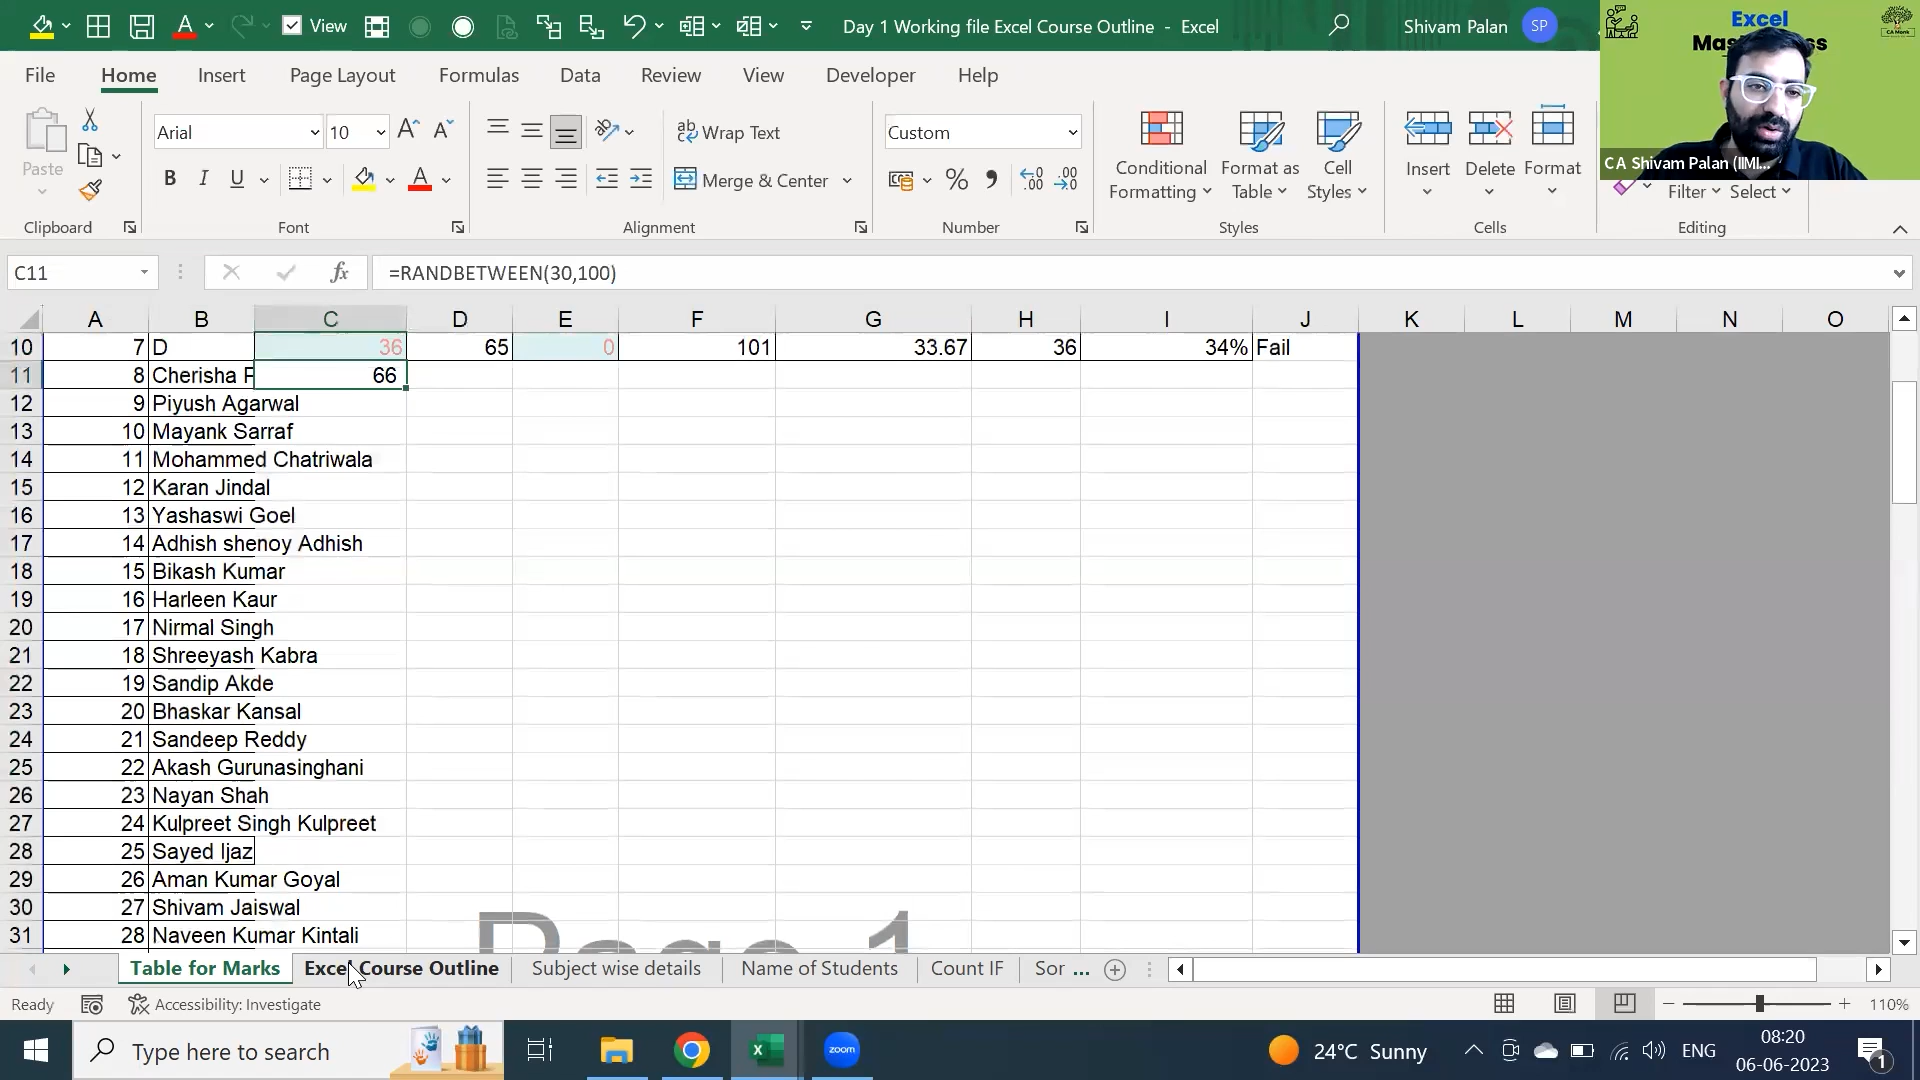 View
Day 1 Working file Excel Course Outline - Excel
Shivam Palan
SP
Excel
CA Monk
CA Shivam Palan (IIMI...
File
Home
Insert
Page Layout
Formulas
Data
Review
View
Developer
Help
Paste
Clipboard
Arial
10
Font
Wrap Text
Merge & Center
Alignment
Custom
Number
Conditional Formatting
Format as Table
Cell Styles
Styles
Insert
Delete
Format
Cells
Filter
Select
Editing
C11
fx
=RANDBETWEEN(30,100)
A B C D E F G H I J K L M N O
10 7 D 36 65 0 101 33.67 36 34% Fail
11 8 Cherisha 66
12 9 Piyush Agarwal
13 10 Mayank Sarraf
14 11 Mohammed Chatriwala
15 12 Karan Jindal
16 13 Yashaswi Goel
17 14 Adhish shenoy Adhish
18 15 Bikash Kumar
19 16 Harleen Kaur
20 17 Nirmal Singh
21 18 Shreeyash Kabra
22 19 Sandip Akde
23 20 Bhaskar Kansal
24 21 Sandeep Reddy
25 22 Akash Gurunasinghani
26 23 Nayan Shah
27 24 Kulpreet Singh Kulpreet
28 25 Sayed Ijaz
29 26 Aman Kumar Goyal
30 27 Shivam Jaiswal
31 28 Naveen Kumar Kintali
Page 1
Table for Marks
Excel Course Outline
Subject wise details
Name of Students
Count IF
Sor ...
Ready
Accessibility: Investigate
110%
Type here to search
zoom
24°C Sunny
ENG
08:20
06-06-2023
1